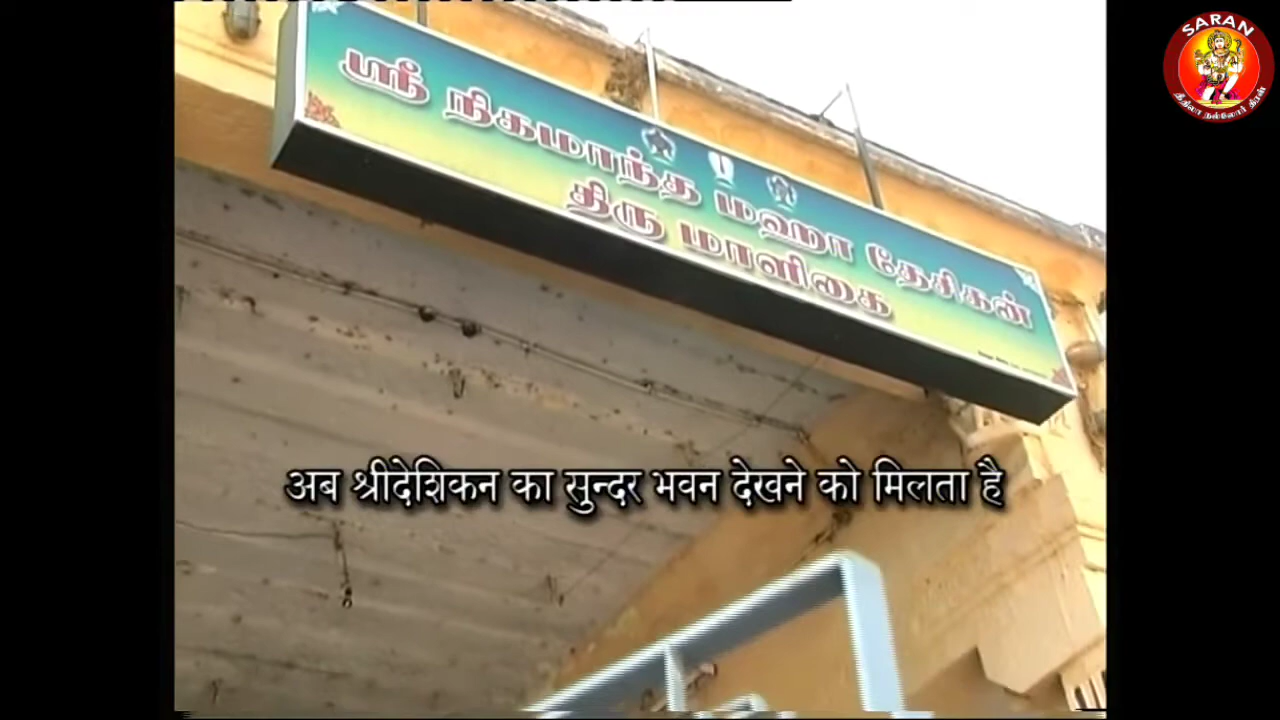 SARAN
ஸ்ரீ நிகமாந்த மஹா தேசிகன்
திரு மாளிகை
अब श्रीदेशिकन का सुन्दर भवन देखने को मिलता है